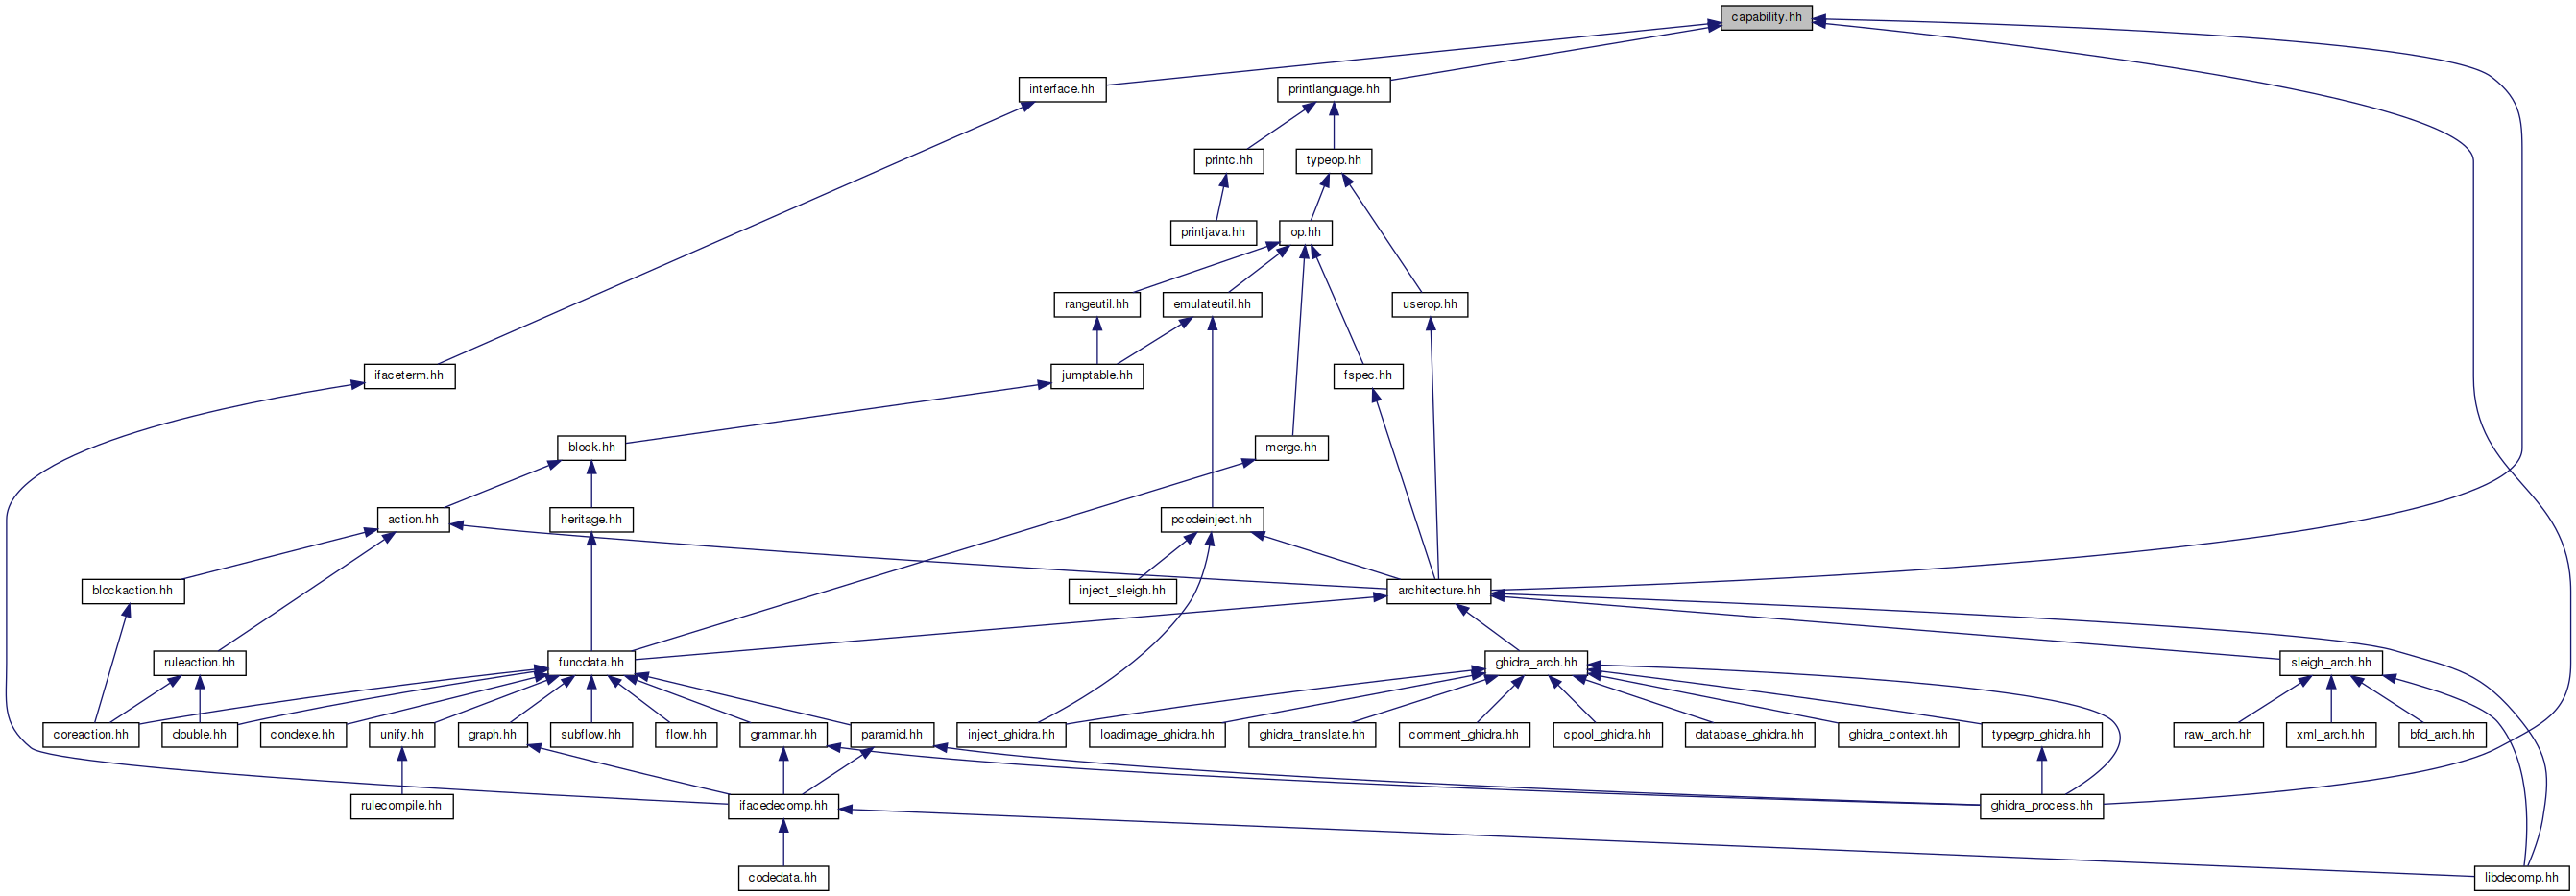 capability.hh
interface.hh
printlanguage.hh
printc.hh
typeop.hh
printjava.hh
op.hh
rangeutil.hh
emulateutil.hh
userop.hh
ifaceterm.hh
jumptable.hh
fspec.hh
block.hh
merge.hh
action.hh
heritage.hh
pcodeinject.hh
blockaction.hh
inject_sleigh.hh
architecture.hh
ruleaction.hh
funcdata.hh
ghidra_arch.hh
sleigh_arch.hh
coreaction.hh
double.hh
condexe.hh
unify.hh
graph.hh
subflow.hh
flow.hh
grammar.hh
paramid.hh
inject_ghidra.hh
loadimage_ghidra.hh
ghidra_translate.hh
comment_ghidra.hh
cpool_ghidra.hh
database_ghidra.hh
ghidra_context.hh
typegrp_ghidra.hh
raw_arch.hh
xml_arch.hh
bfd_arch.hh
rulecompile.hh
ifacedecomp.hh
ghidra_process.hh
codedata.hh
libdecomp.hh